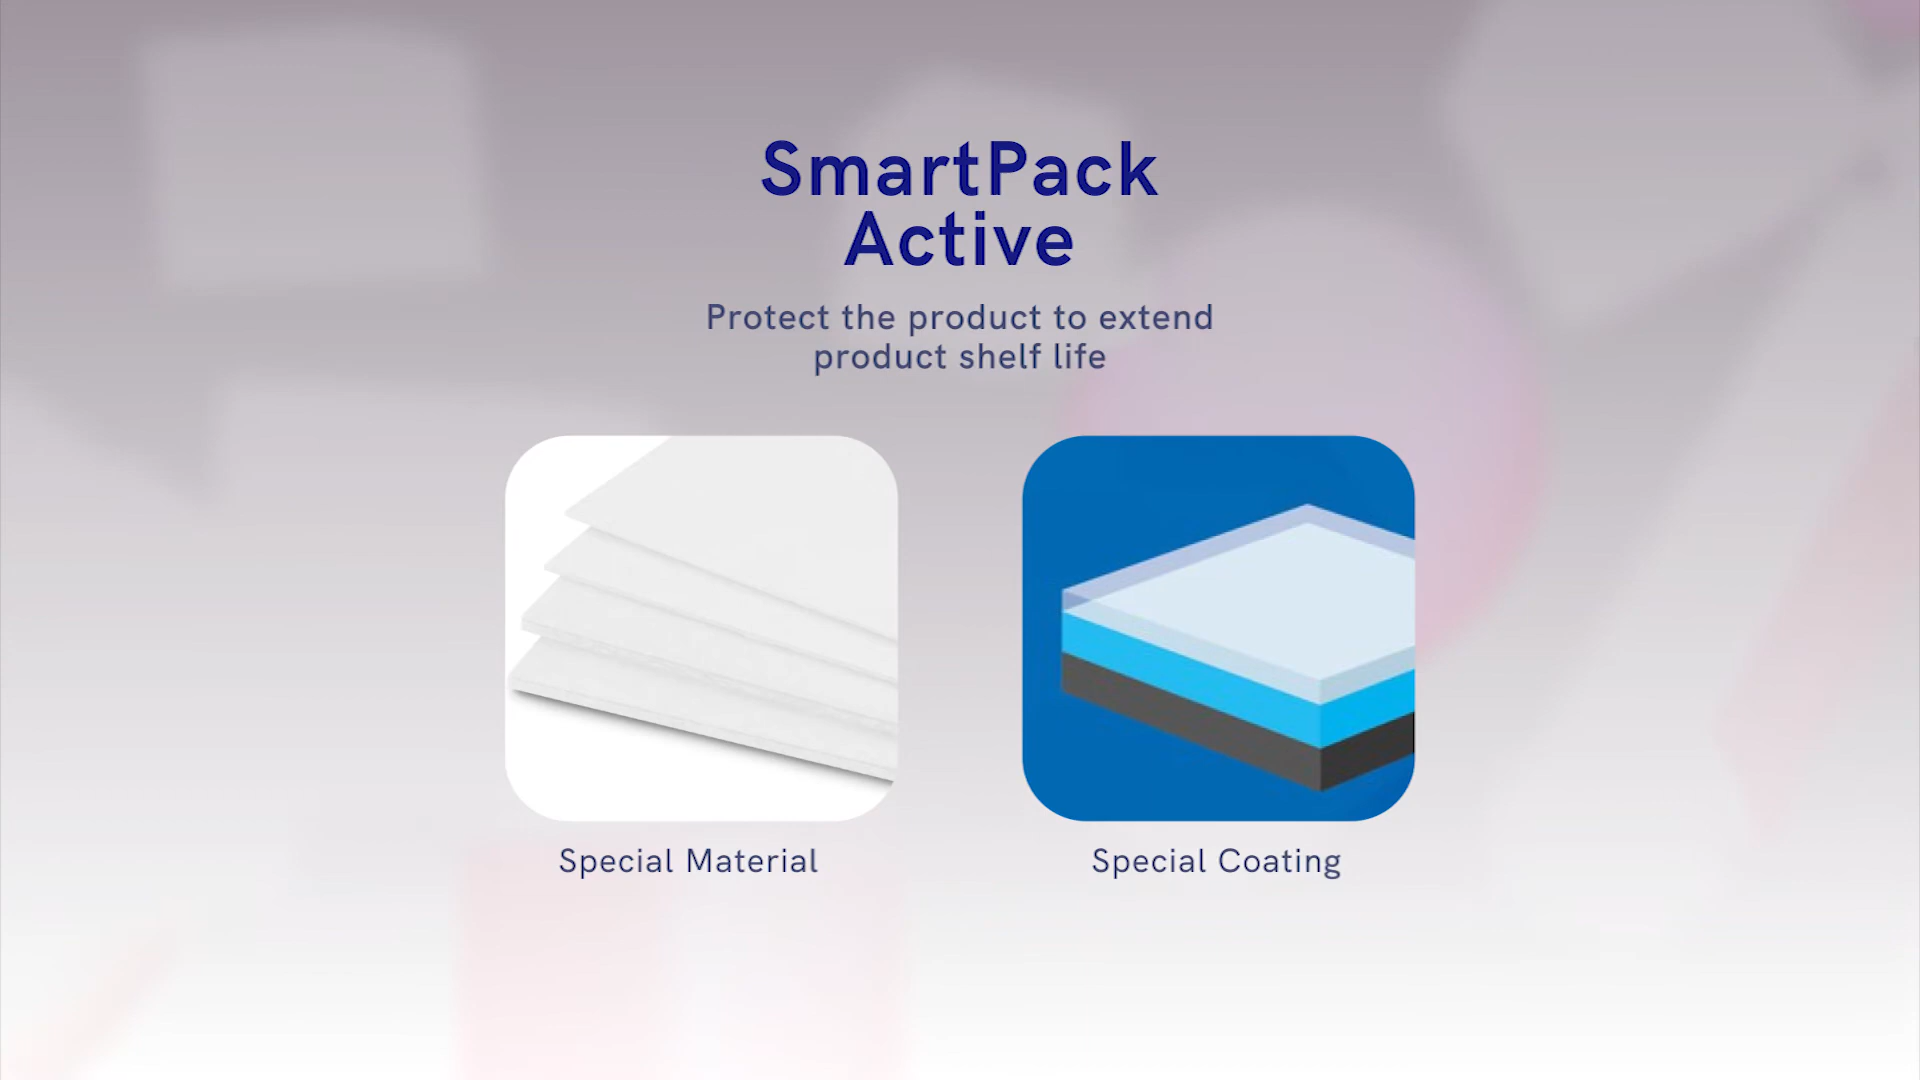 SmartPack
Active
Protect the product to extend
product shelf life
Special Material
Special Coating